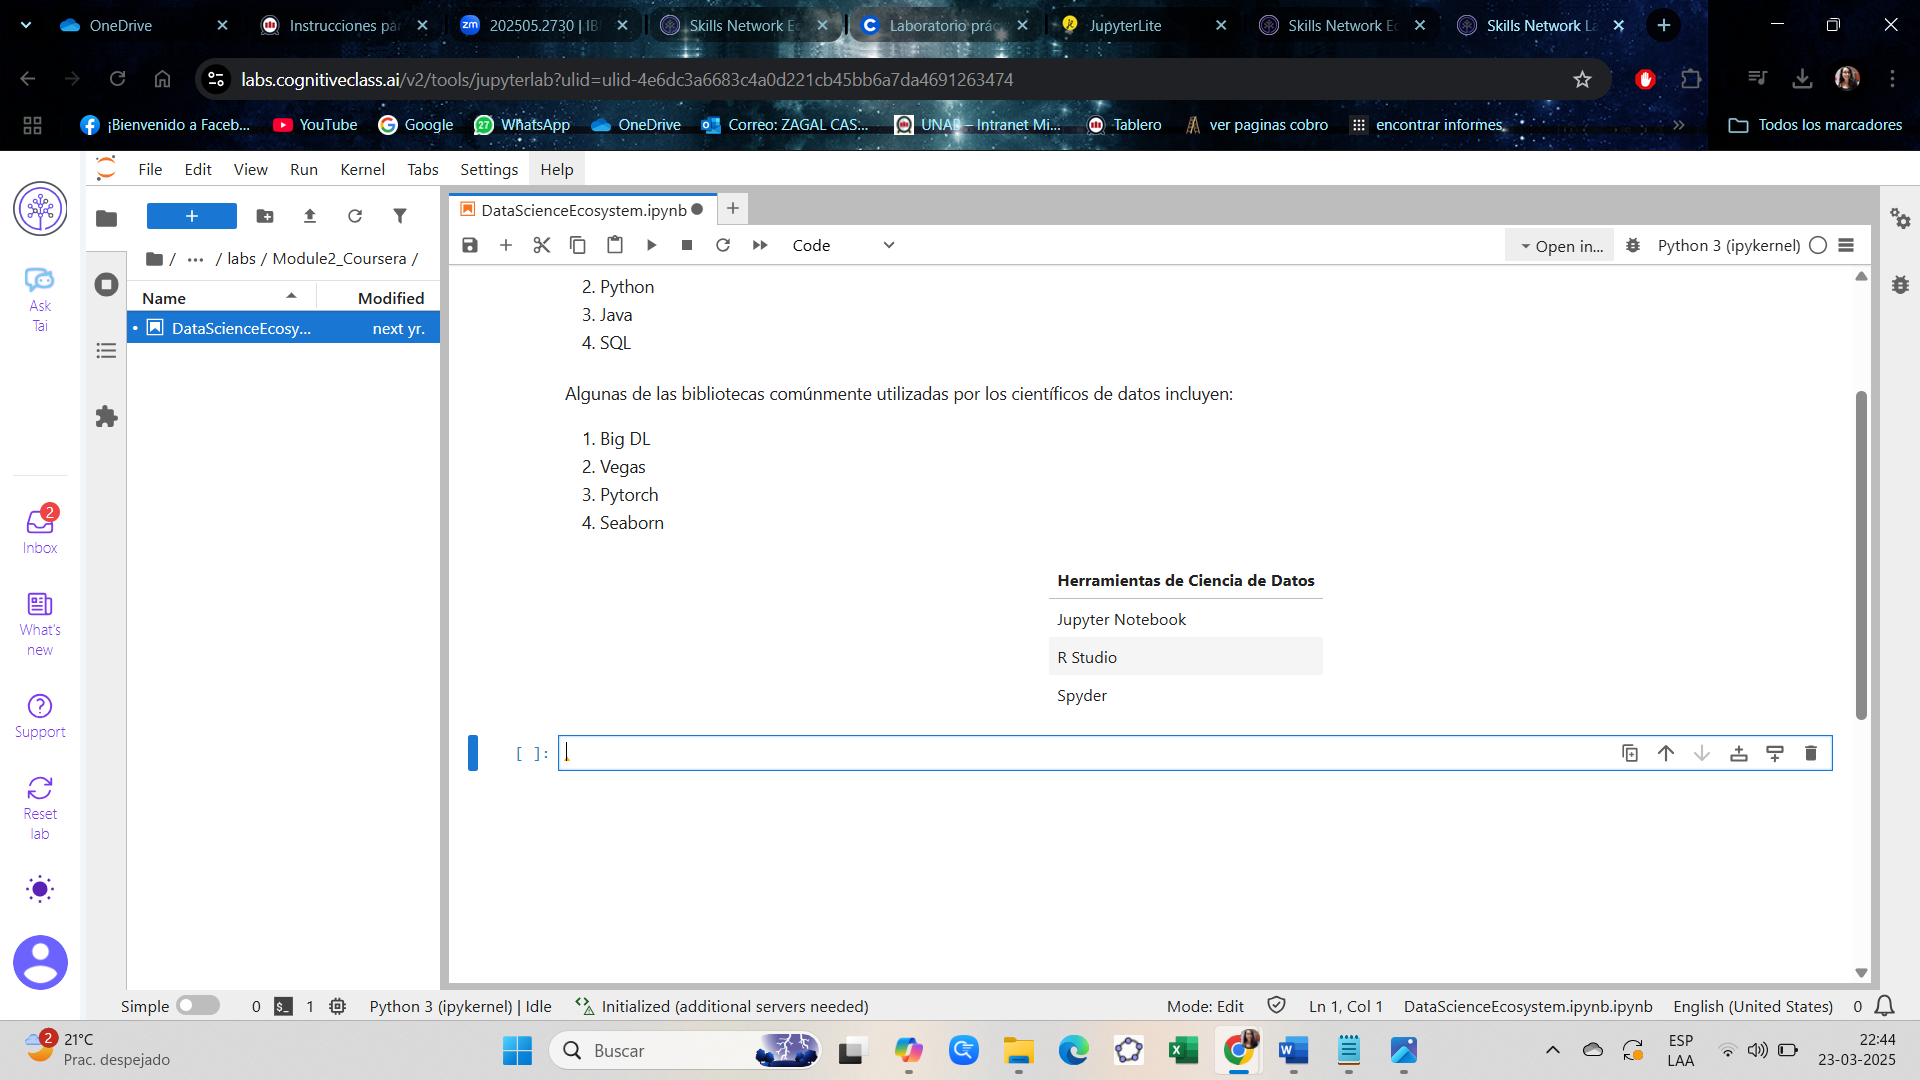 OneDrive
Instrucciones par
202505.2730 | IB
Skills Network Ec
Laboratorio prác
JupyterLite
Skills Network Ec
Skills Network La
labs.cognitiveclass.ai/v2/tools/jupyterlab?ulid=ulid-4e6dc3a6683c4a0d221cb45bb6a7da4691263474
¡Bienvenido a Faceb...
YouTube
Google
WhatsApp
OneDrive
Correo: ZAGAL CAS:...
UNAB – Intranet Mi...
Tablero
ver paginas cobro
encontrar informes.
Todos los marcadores
File Edit View Run Kernel Tabs Settings Help
DataScienceEcosystem.ipynb
Code
Open in...
Python 3 (ipykernel)
/ ... / labs / Module2_Coursera /
Name Modified
DataScienceEcosy... next yr.
Ask
Tai
2
Inbox
What's
new
Support
Reset
lab
2. Python
3. Java
4. SQL
Algunas de las bibliotecas comúnmente utilizadas por los científicos de datos incluyen:
1. Big DL
2. Vegas
3. Pytorch
4. Seaborn
Herramientas de Ciencia de Datos
Jupyter Notebook
R Studio
Spyder
[ ]:
Simple 0 1 Python 3 (ipykernel) | Idle Initialized (additional servers needed) Mode: Edit Ln 1, Col 1 DataScienceEcosystem.ipynb.ipynb English (United States) 0
2
21°C
Prac. despejado
Buscar
ESP
LAA
22:44
23-03-2025